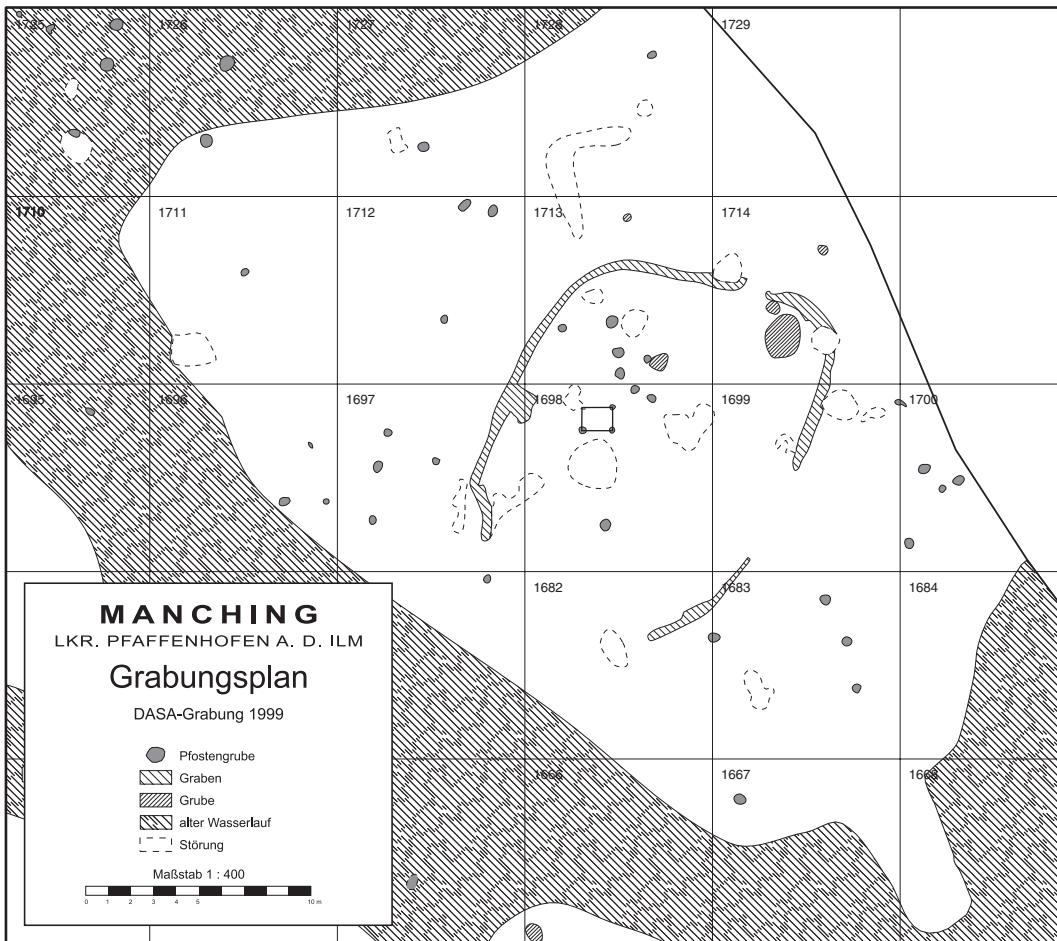 1725 1726 1727 1728 1729
1710 1711 1712 1713 1714
1695 1696 1697 1698 1699 1700
1682 1683 1684
MANCHING
LKR. PFAFFENHOFEN A. D. ILM
Grabungsplan
DASA-Grabung 1999
Pfostengrube
Graben
Grube
alter Wasserlauf
Störung
Maßstab 1 : 400
0 1 2 3 4 5 10 m
1666 1667 1668